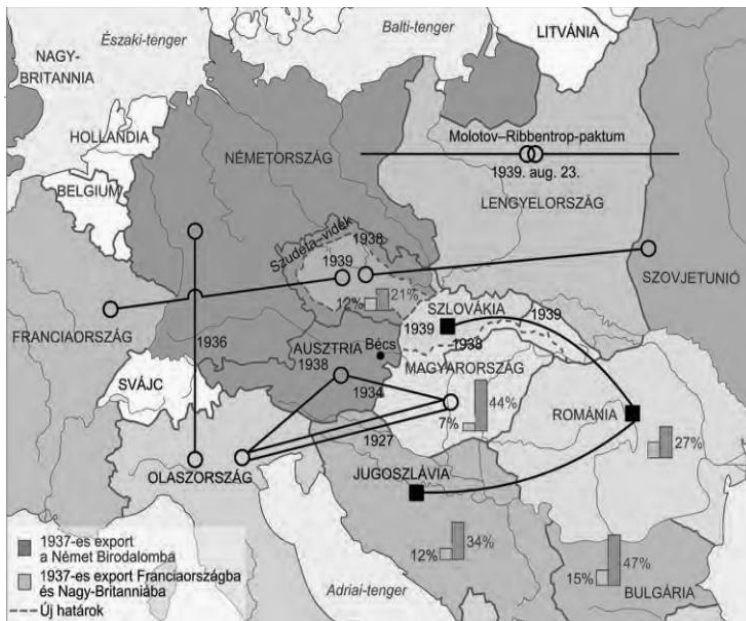 Északi-tenger
Balti-tenger
LITVÁNIA
NAGY-
BRITANNIA
HOLLANDIA
Molotov–Ribbentrop-paktum
1939. aug. 23.
NÉMETORSZÁG
BELGIUM
LENGYELORSZÁG
Szudéta-vidék
1938
1939
SZOVJETUNIÓ
12%
21%
SZLOVÁKIA
1939
1939
FRANCIAORSZÁG
1936
Bécs
1938
AUSZTRIA
1938
MAGYARORSZÁG
SVÁJC
1934
44%
7%
ROMÁNIA
1927
27%
OLASZORSZÁG
JUGOSZLÁVIA
34%
12%
47%
15%
BULGÁRIA
Adriai-tenger
1937-es export
a Német Birodalomba
1937-es export Franciaországba
és Nagy-Britanniába
Új határok